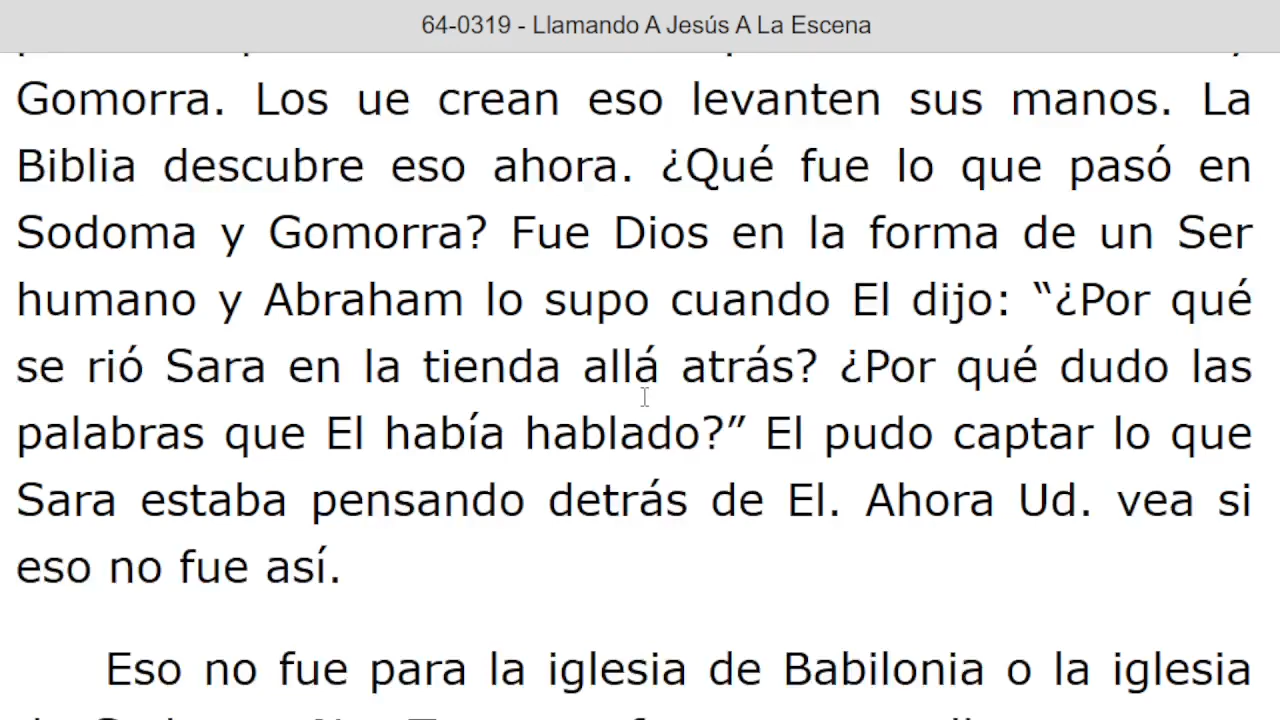 64-0319 - Llamando A Jesús A La Escena
Gomorra. Los ue crean eso levanten sus manos. La
Biblia descubre eso ahora. ¿Qué fue lo que pasó en
Sodoma y Gomorra? Fue Dios en la forma de un Ser
humano y Abraham lo supo cuando El dijo: “¿Por qué
se rió Sara en la tienda allá atrás? ¿Por qué dudo las
palabras que El había hablado?” El pudo captar lo que
Sara estaba pensando detrás de El. Ahora Ud. vea si
eso no fue así.
Eso no fue para la iglesia de Babilonia o la iglesia